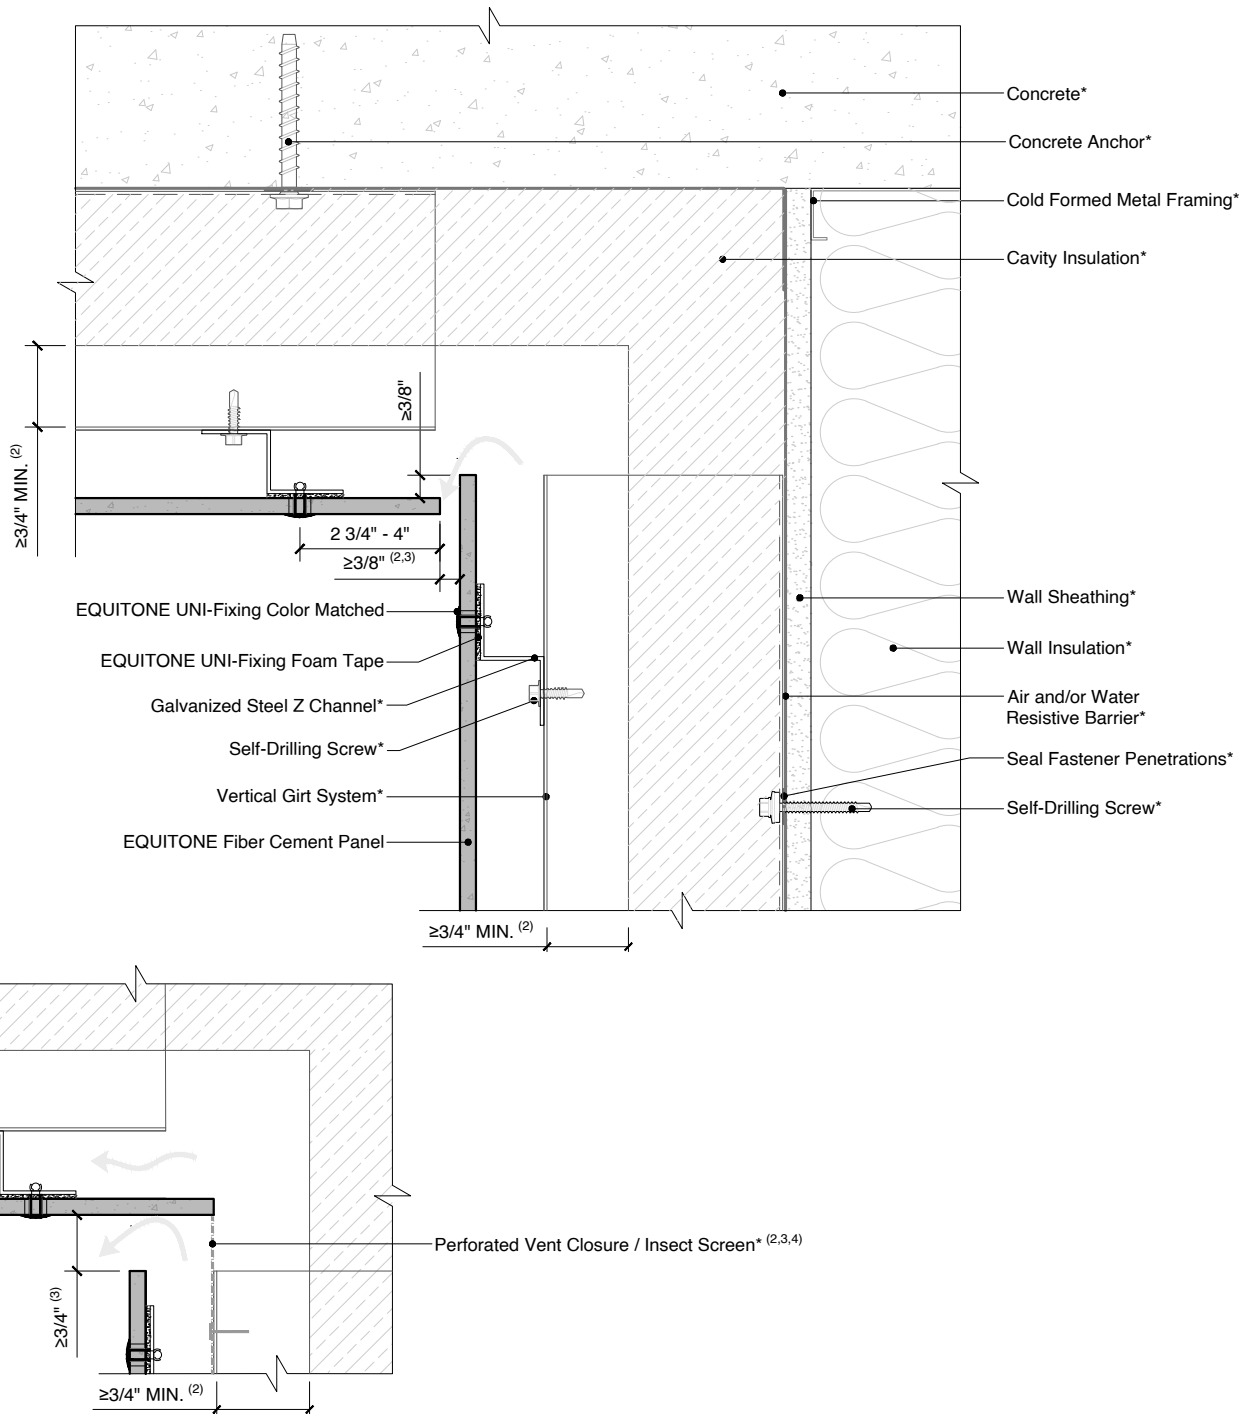 Concrete*
Concrete Anchor*
Cold Formed Metal Framing*
Cavity Insulation*
≥3/8"
≥3/4" MIN. (2)
2 3/4" - 4"
≥3/8" (2,3)
EQUITONE UNI-Fixing Color Matched
EQUITONE UNI-Fixing Foam Tape
Galvanized Steel Z Channel*
Self-Drilling Screw*
Vertical Girt System*
EQUITONE Fiber Cement Panel
Wall Sheathing*
Wall Insulation*
Air and/or Water
Resistive Barrier*
Seal Fastener Penetrations*
Self-Drilling Screw*
≥3/4" MIN. (2)
Perforated Vent Closure / Insect Screen* (2,3,4)
≥3/4" (3)
≥3/4" MIN. (2)